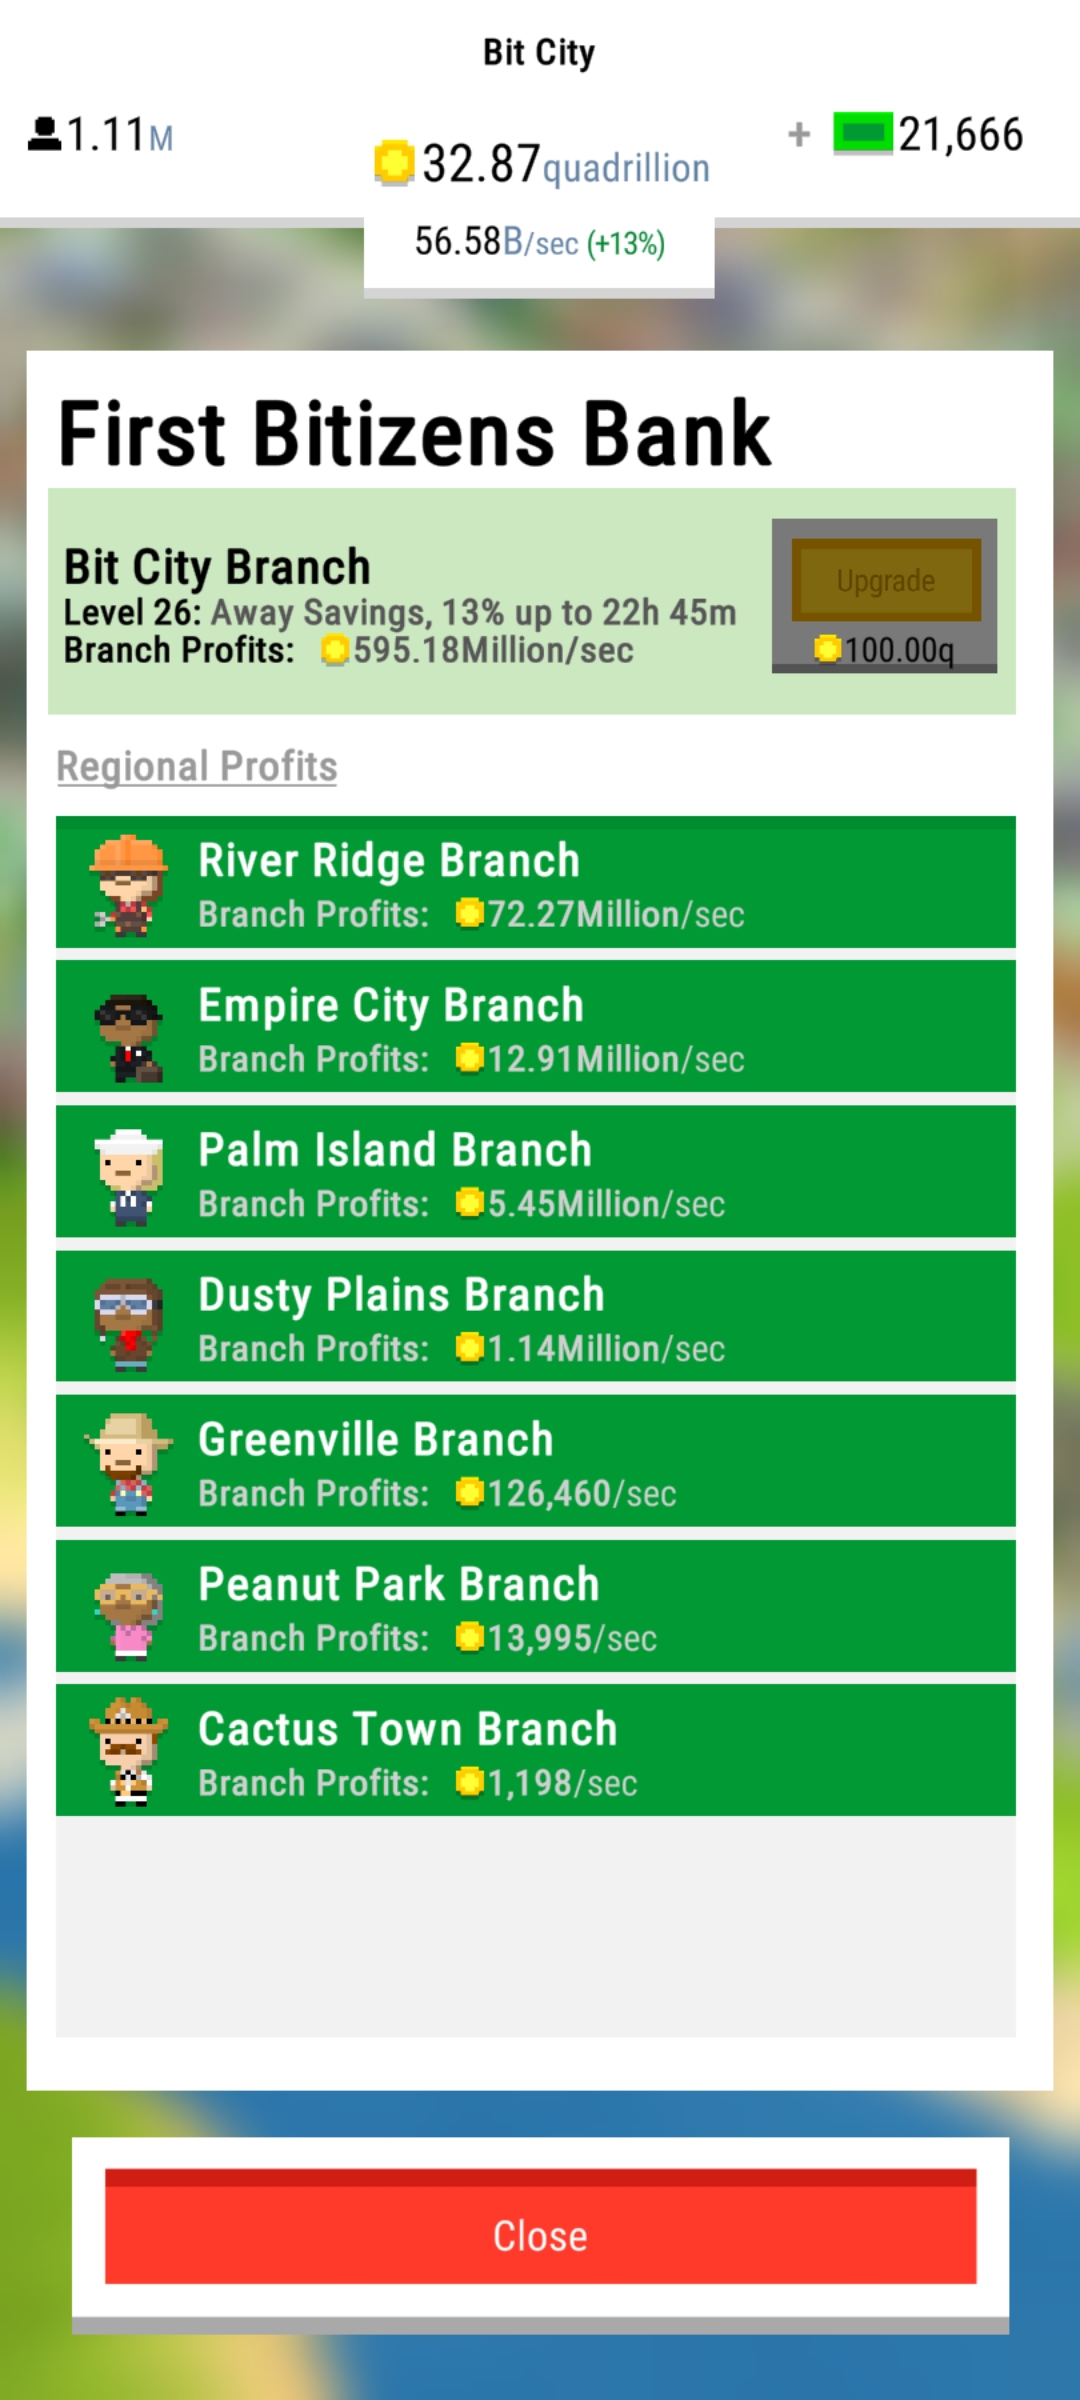 Bit City
1.11M
+ 21,666
32.87quadrillion
56.58B/sec (+13%)
First Bitizens Bank
Bit City Branch
Level 26: Away Savings, 13% up to 22h 45m
Branch Profits: 595.18Million/sec
Upgrade
100.00q
Regional Profits
River Ridge Branch
Branch Profits: 72.27Million/sec
Empire City Branch
Branch Profits: 12.91Million/sec
Palm Island Branch
Branch Profits: 5.45Million/sec
Dusty Plains Branch
Branch Profits: 1.14Million/sec
Greenville Branch
Branch Profits: 126,460/sec
Peanut Park Branch
Branch Profits: 13,995/sec
Cactus Town Branch
Branch Profits: 1,198/sec
Close